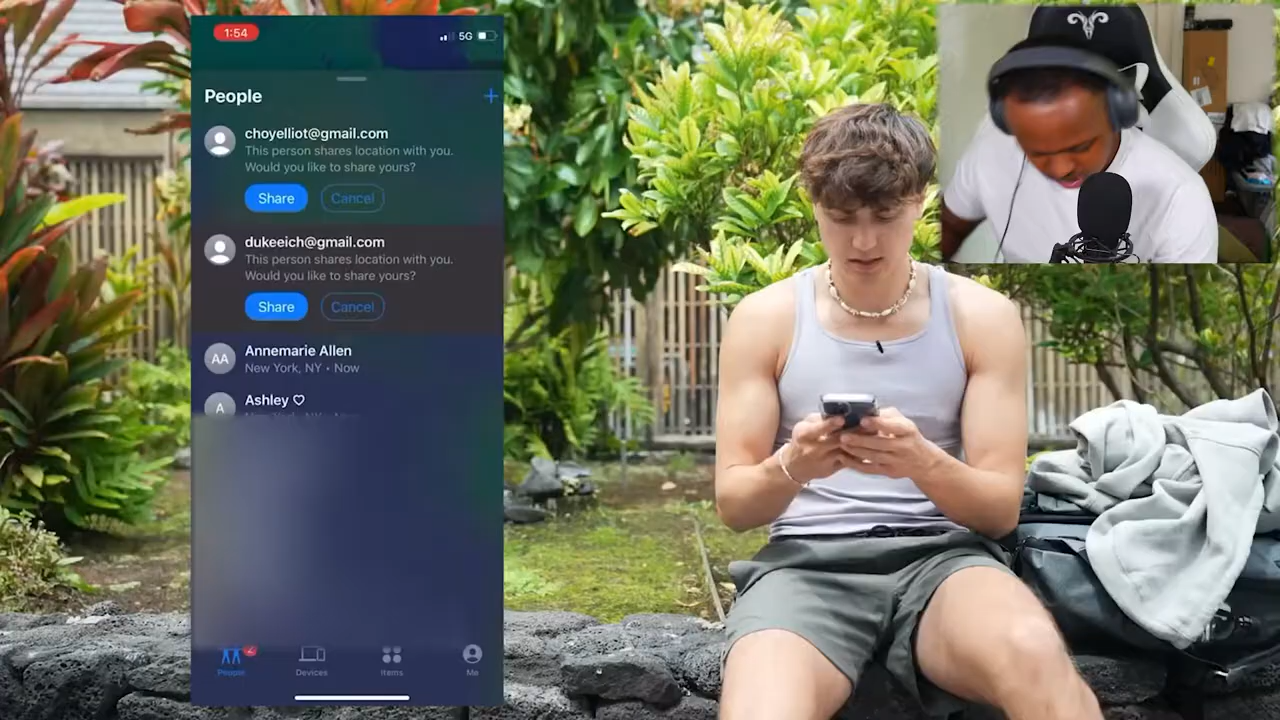 1:54
5G
People
choyelliot@gmail.com
This person shares location with you.
Would you like to share yours?
Share
Cancel
dukeeich@gmail.com
This person shares location with you.
Would you like to share yours?
Share
Cancel
AA
Annemarie Allen
New York, NY • Now
A
Ashley ♡
2
People
Devices
Items
Me